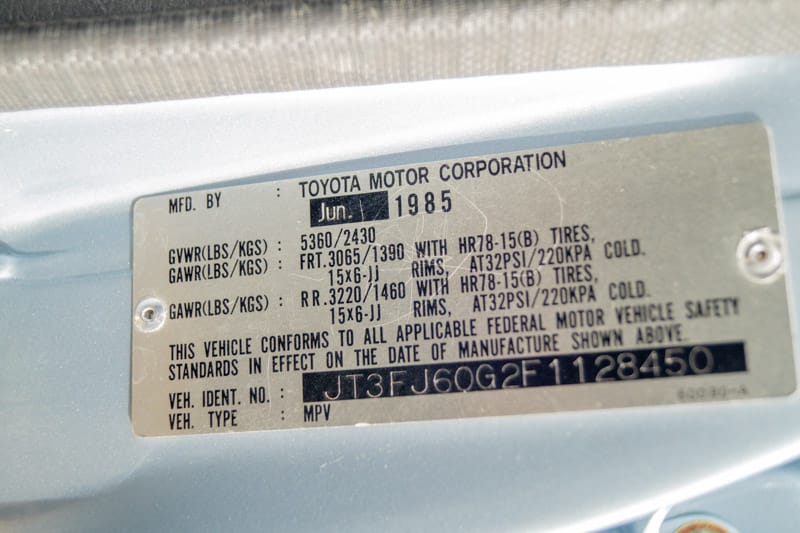 MFD. BY : TOYOTA MOTOR CORPORATION
Jun. 1985
GVWR(LBS/KGS) : 5360/2430
GAWR(LBS/KGS) : FRT.3065/1390 WITH HR78-15(B) TIRES,
15X6-JJ RIMS, AT32PSI/220KPA COLD.
GAWR(LBS/KGS) : RR.3220/1460 WITH HR78-15(B) TIRES,
15X6-JJ RIMS, AT32PSI/220KPA COLD.
THIS VEHICLE CONFORMS TO ALL APPLICABLE FEDERAL MOTOR VEHICLE SAFETY
STANDARDS IN EFFECT ON THE DATE OF MANUFACTURE SHOWN ABOVE.
VEH. IDENT. NO. : JT3FJ60G2F1128450
VEH. TYPE : MPV